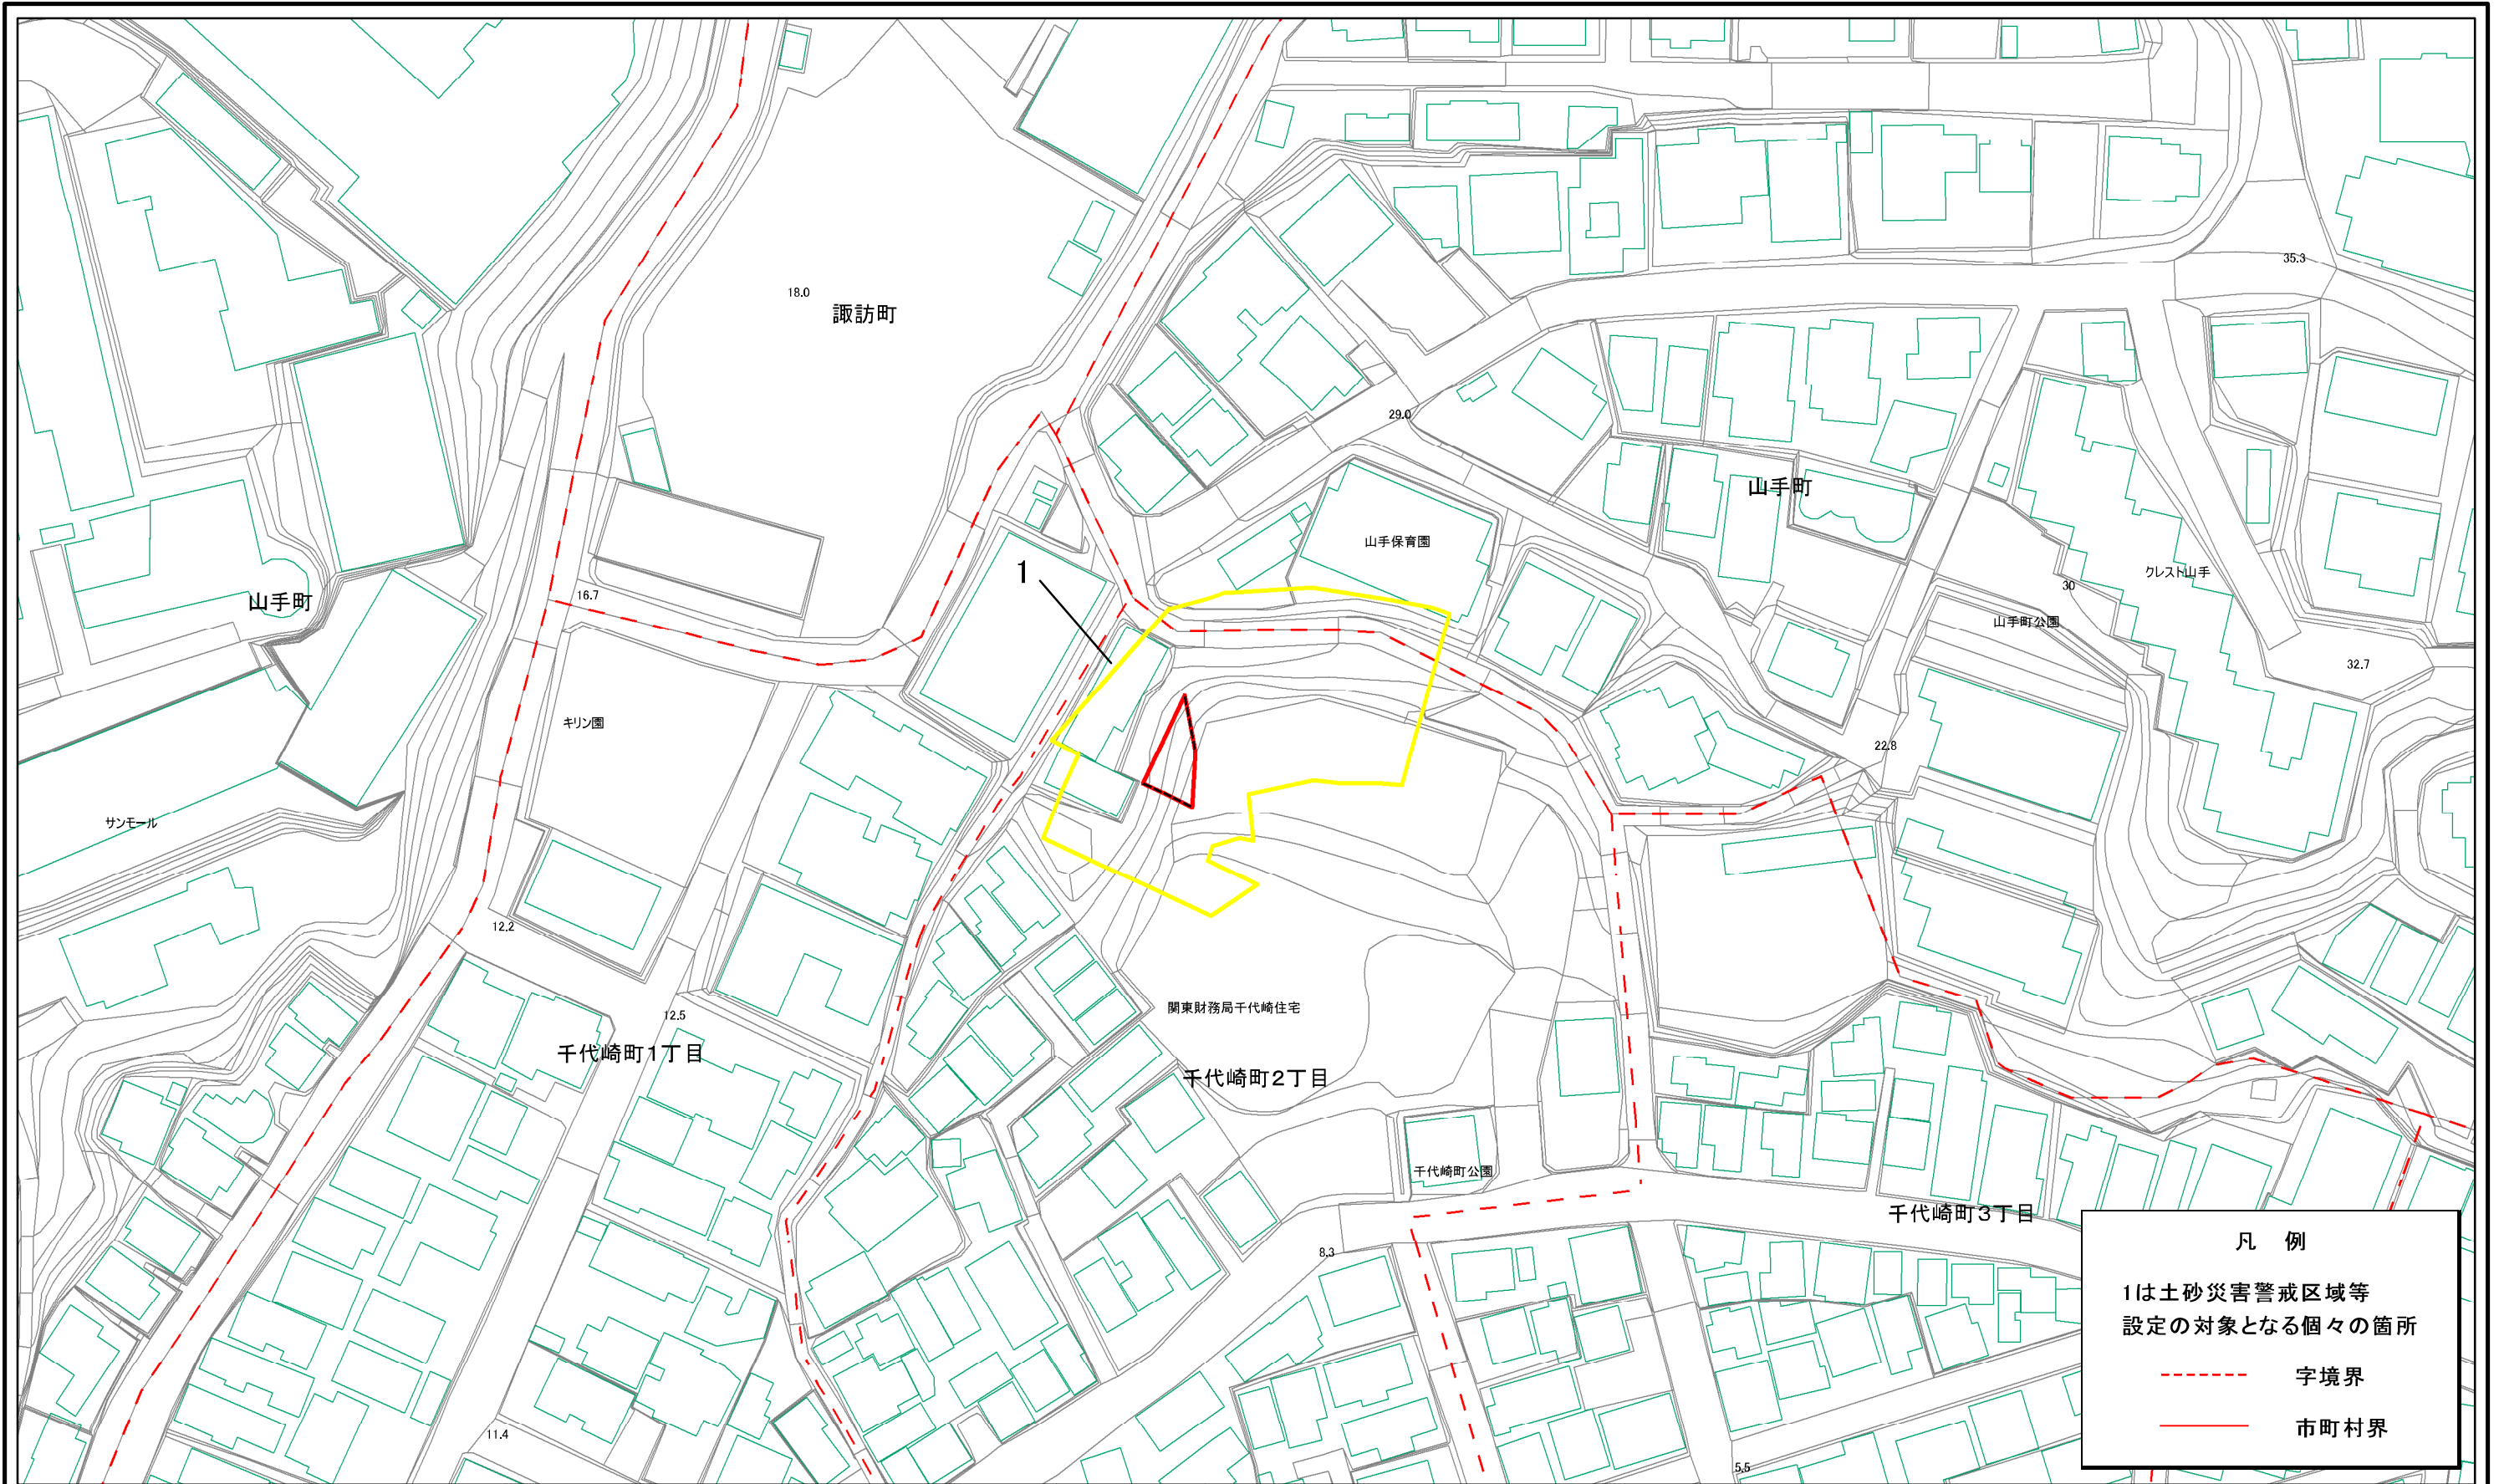 18.0
諏訪町
35.3
29.0
山手町
山手保育園
1
クレスト山手
30
16.7
山手町
山手町公園
32.7
キリン園
22.8
サンモール
12.2
関東財務局千代崎住宅
12.5
千代崎町1丁目
千代崎町2丁目
千代崎町公園
千代崎町3丁目
8.3
凡 例
1は土砂災害警戒区域等
設定の対象となる個々の箇所
字境界
市町村界
11.4
5.5